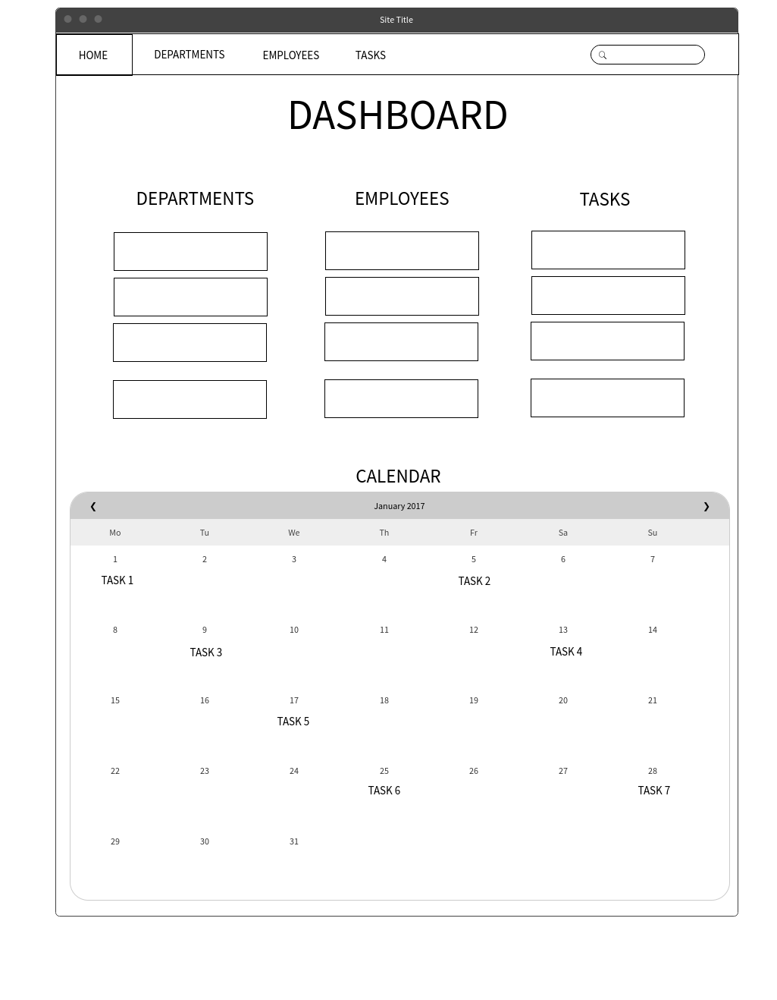 Site Title
HOME DEPARTMENTS EMPLOYEES TASKS
DASHBOARD
DEPARTMENTS EMPLOYEES TASKS
CALENDAR
❮ January 2017 ❯
Mo Tu We Th Fr Sa Su
1 2 3 4 5 6 7
TASK 1 TASK 2
8 9 10 11 12 13 14
TASK 3 TASK 4
15 16 17 18 19 20 21
TASK 5
22 23 24 25 26 27 28
TASK 6 TASK 7
29 30 31